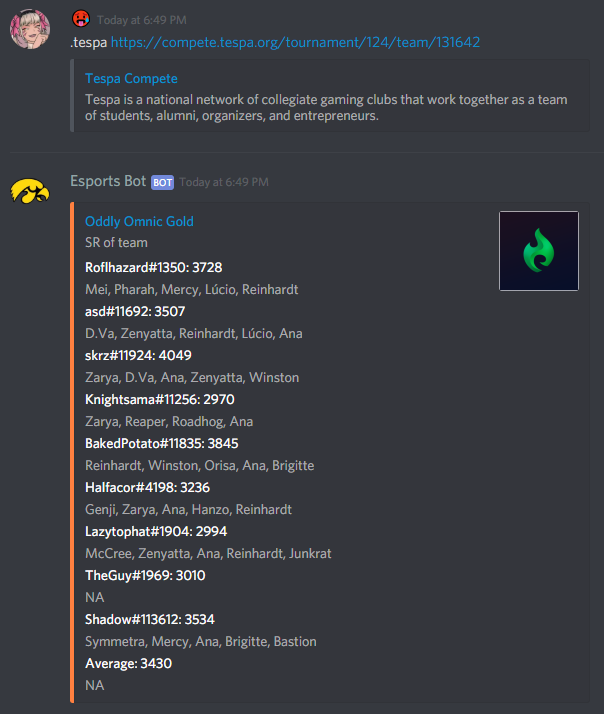 Today at 6:49 PM
.tespa https://compete.tespa.org/tournament/124/team/131642
Tespa Compete
Tespa is a national network of collegiate gaming clubs that work together as a team
of students, alumni, organizers, and entrepreneurs.
Esports Bot BOT Today at 6:49 PM
Oddly Omnic Gold
SR of team
Roflhazard#1350: 3728
Mei, Pharah, Mercy, Lúcio, Reinhardt
asd#11692: 3507
D.Va, Zenyatta, Reinhardt, Lúcio, Ana
skrz#11924: 4049
Zarya, D.Va, Ana, Zenyatta, Winston
Knightsama#11256: 2970
Zarya, Reaper, Roadhog, Ana
BakedPotato#11835: 3845
Reinhardt, Winston, Orisa, Ana, Brigitte
Halfacor#4198: 3236
Genji, Zarya, Ana, Hanzo, Reinhardt
Lazytophat#1904: 2994
McCree, Zenyatta, Ana, Reinhardt, Junkrat
TheGuy#1969: 3010
NA
Shadow#113612: 3534
Symmetra, Mercy, Ana, Brigitte, Bastion
Average: 3430
NA